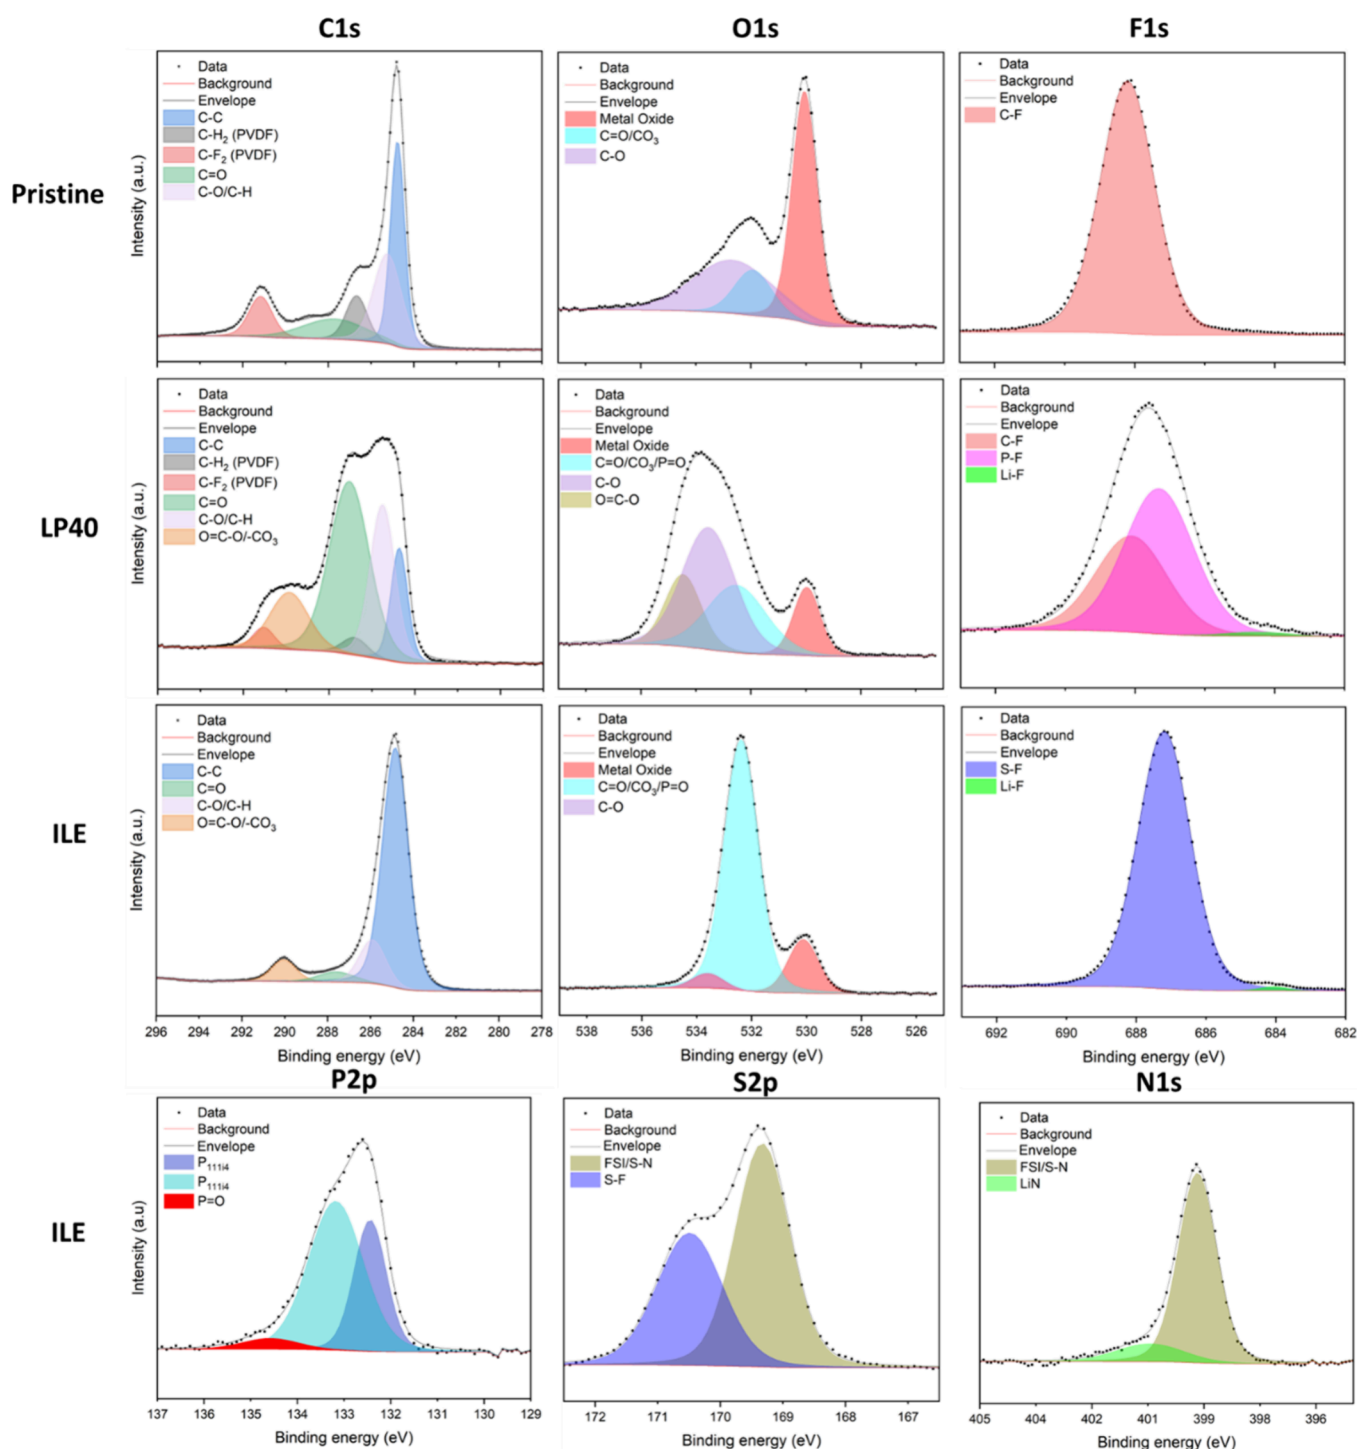 C1s
O1s
F1s
Pristine
Intensity (a.u.)
Data
Background
Envelope
C-C
C-H₂ (PVDF)
C-F₂ (PVDF)
C=O
C-O/C-H
Intensity (a.u.)
Data
Background
Envelope
Metal Oxide
C=O/CO₃
C-O
Data
Background
Envelope
C-F
LP40
Intensity (a.u.)
Data
Background
Envelope
C-C
C-H₂ (PVDF)
C-F₂ (PVDF)
C=O
C-O/C-H
O=C-O/-CO₃
Intensity (a.u.)
Data
Background
Envelope
Metal Oxide
C=O/CO₃/P=O
C-O
O=C-O
Data
Background
Envelope
C-F
P-F
Li-F
ILE
Intensity (a.u.)
Data
Background
Envelope
C-C
C=O
C-O/C-H
O=C-O/-CO₃
296 294 292 290 288 286 284 282 280 278
Binding energy (eV)
Intensity (a.u.)
Data
Background
Envelope
Metal Oxide
C=O/CO₃/P=O
C-O
538 536 534 532 530 528 526
Binding energy (eV)
Data
Background
Envelope
S-F
Li-F
692 690 688 686 684 682
Binding energy (eV)
P2p
S2p
N1s
ILE
Intensity (a.u)
Data
Background
Envelope
P₁₁₁ᵢ₄
P₁₁₁ᵢ₄
P=O
137 136 135 134 133 132 131 130 129
Binding energy (eV)
Intensity (a.u.)
Data
Background
Envelope
FSI/S-N
S-F
172 171 170 169 168 167
Binding energy (eV)
Intensity (a.u.)
Data
Background
Envelope
FSI/S-N
LiN
405 404 402 401 399 398 396
Binding energy (eV)